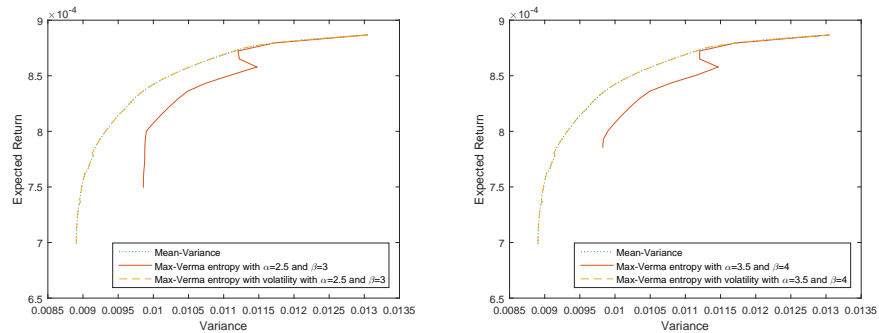 ×10⁻⁴
9
8.5
8
7.5
7
6.5
Expected Return
0.0085 0.009 0.0095 0.01 0.0105 0.011 0.0115 0.012 0.0125 0.013 0.0135
Variance
Mean-Variance
Max-Verma entropy with α=2.5 and β=3
Max-Verma entropy with volatility with α=2.5 and β=3
×10⁻⁴
9
8.5
8
7.5
7
6.5
Expected Return
0.0085 0.009 0.0095 0.01 0.0105 0.011 0.0115 0.012 0.0125 0.013 0.0135
Variance
Mean-Variance
Max-Verma entropy with α=3.5 and β=4
Max-Verma entropy with volatility with α=3.5 and β=4